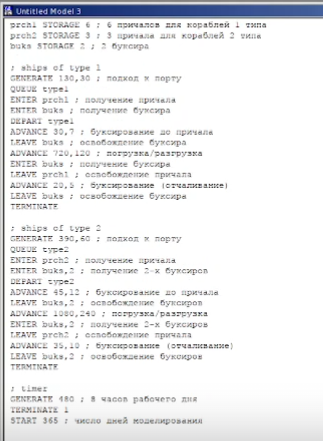 Untitled Model 3
prch1 STORAGE 6 ; 6 причалов для кораблей 1 типа
prch2 STORAGE 3 ; 3 причала для кораблей 2 типа
buks STORAGE 2 ; 2 буксира
; ships of type 1
GENERATE 130,30 ; подход к порту
QUEUE type1
ENTER prch1 ; получение причала
ENTER buks ; получение буксира
DEPART type1
ADVANCE 30,7 ; буксирование до причала
LEAVE buks ; освобождение буксира
ADVANCE 720,120 ; погрузка/разгрузка
ENTER buks ; получение буксира
LEAVE prch1 ; освобождение причала
ADVANCE 20,5 ; буксирование (отчаливание)
LEAVE buks ; освобождение буксира
TERMINATE
; ships of type 2
GENERATE 390,60 ; подход к порту
QUEUE type2
ENTER prch2 ; получение причала
ENTER buks,2 ; получение 2-х буксиров
DEPART type2
ADVANCE 45,12 ; буксирование до причала
LEAVE buks,2 ; освобождение буксиров
ADVANCE 1080,240 ; погрузка/разгрузка
ENTER buks,2 ; получение 2-х буксиров
LEAVE prch2 ; освобождение причала
ADVANCE 35,10 ; буксирование (отчаливание)
LEAVE buks,2 ; освобождение буксиров
TERMINATE
; timer
GENERATE 480 ; 8 часов рабочего дня
TERMINATE 1
START 365 ; число дней моделирования